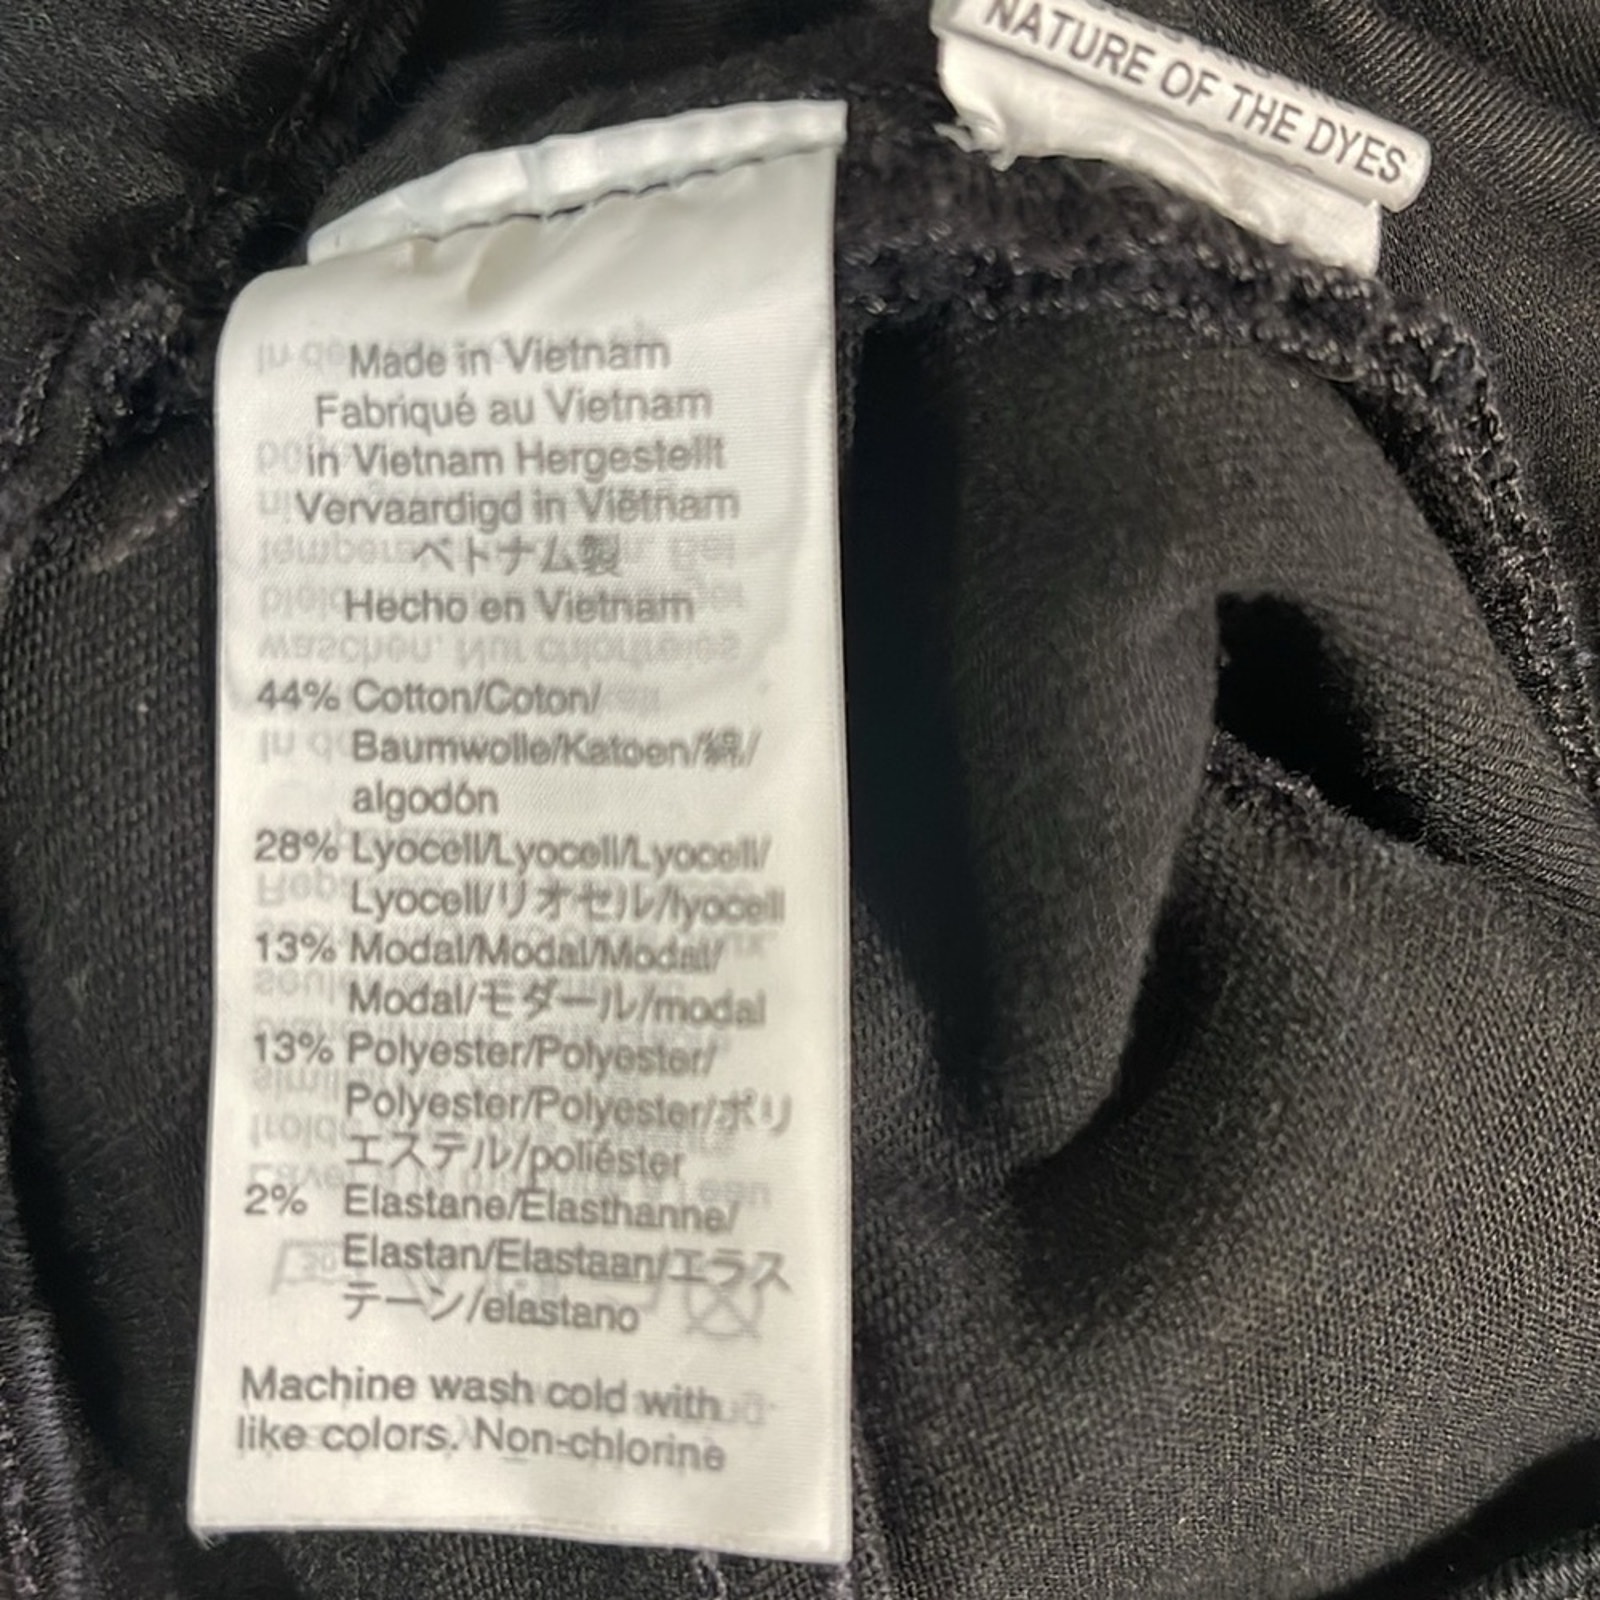 NATURE OF THE DYES
Made in Vietnam
Fabriqué au Vietnam
in Vietnam Hergestellt
Vervaardigd in Vietnam
ベトナム製
Hecho en Vietnam
44% Cotton/Coton/
Baumwolle/Katoen/綿/
algodón
28% Lyocell/Lyocell/Lyocell/
Lyocell/リオセル/lyocell
13% Modal/Modal/Modal/
Modal/モダール/modal
13% Polyester/Polyester/
Polyester/Polyester/ポリ
エステル/poliéster
2% Elastane/Elasthanne/
Elastan/Elastaan/エラス
テーン/elastano
Machine wash cold with
like colors. Non-chlorine